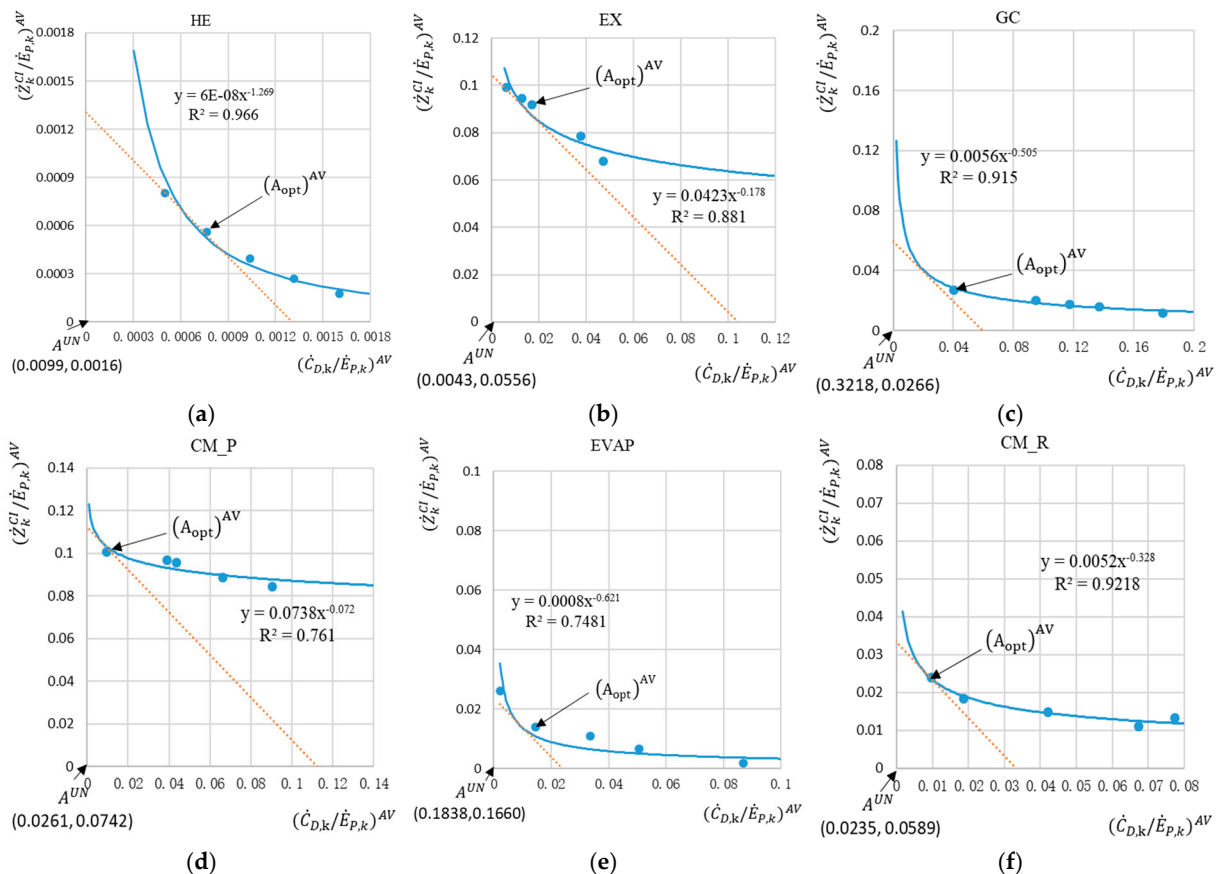 HE
(Ż_k^CI/Ė_P,k)^AV
0.0018
0.0015
0.0012
0.0009
0.0006
0.0003
0
y = 6E-08x^-1.269
R² = 0.966
(A_opt)^AV
0.0003 0.0006 0.0009 0.0012 0.0015 0.0018
A^UN
(0.0099, 0.0016)
(Ċ_D,k/Ė_P,k)^AV
(a)
EX
(Ż_k^CI/Ė_P,k)^AV
0.12
0.1
0.08
0.06
0.04
0.02
0
(A_opt)^AV
y = 0.0423x^-0.178
R² = 0.881
0 0.02 0.04 0.06 0.08 0.1 0.12
A^UN
(0.0043, 0.0556)
(Ċ_D,k/Ė_P,k)^AV
(b)
GC
(Ż_k^CI/Ė_P,k)^AV
0.2
0.16
0.12
0.08
0.04
0
y = 0.0056x^-0.505
R² = 0.915
(A_opt)^AV
0 0.04 0.08 0.12 0.16 0.2
A^UN
(0.3218, 0.0266)
(Ċ_D,k/Ė_P,k)^AV
(c)
CM_P
(Ż_k^CI/Ė_P,k)^AV
0.14
0.12
0.1
0.08
0.06
0.04
0.02
0
(A_opt)^AV
y = 0.0738x^-0.072
R² = 0.761
0 0.02 0.04 0.06 0.08 0.10 0.12 0.14
A^UN
(0.0261, 0.0742)
(Ċ_D,k/Ė_P,k)^AV
(d)
EVAP
(Ż_k^CI/Ė_P,k)^AV
0.1
0.08
0.06
0.04
0.02
0
y = 0.0008x^-0.621
R² = 0.7481
(A_opt)^AV
0 0.02 0.04 0.06 0.08 0.1
A^UN
(0.1838, 0.1660)
(Ċ_D,k/Ė_P,k)^AV
(e)
CM_R
(Ż_k^CI/Ė_P,k)^AV
0.08
0.07
0.06
0.05
0.04
0.03
0.02
0.01
0
y = 0.0052x^-0.328
R² = 0.9218
(A_opt)^AV
0 0.01 0.02 0.03 0.04 0.05 0.06 0.07 0.08
A^UN
(0.0235, 0.0589)
(Ċ_D,k/Ė_P,k)^AV
(f)